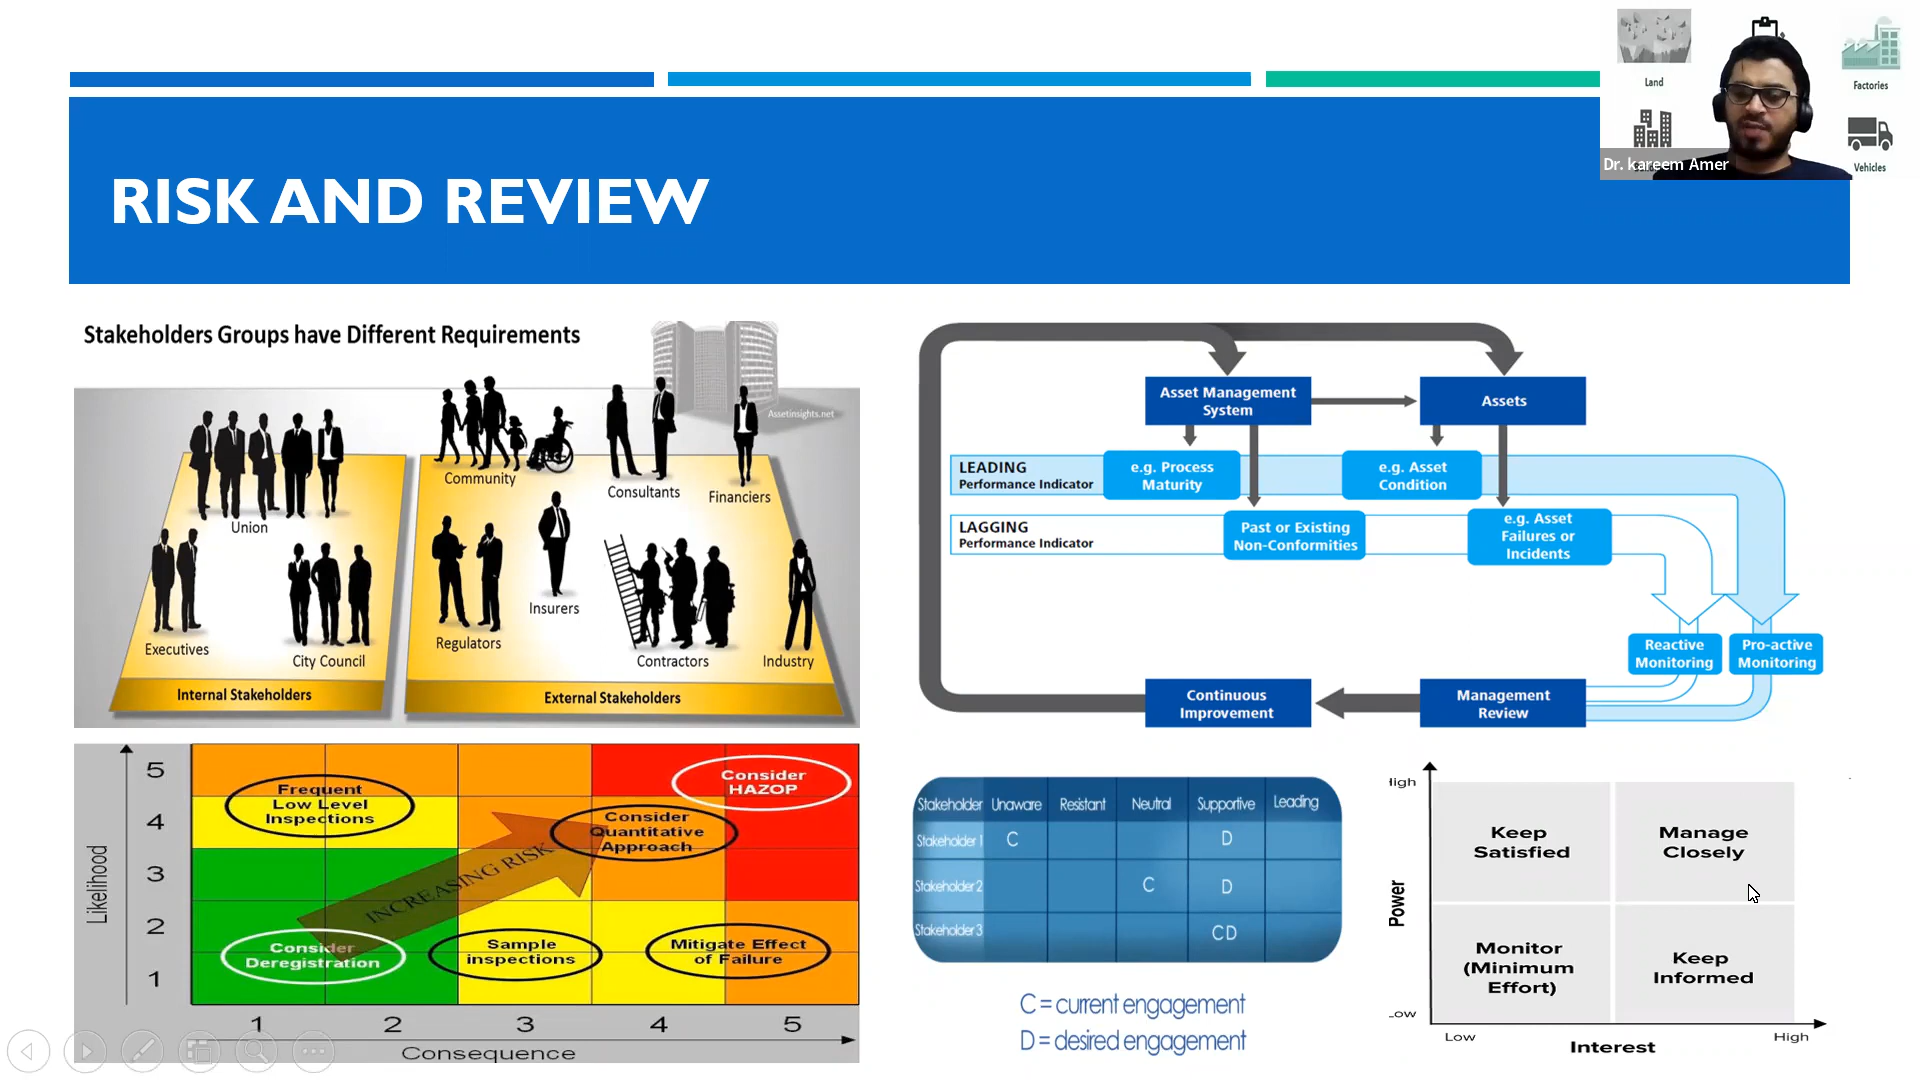 Land
Factories
Vehicles
Dr. kareem Amer
RISK AND REVIEW
Stakeholders Groups have Different Requirements
Assetinsights.net
Community
Consultants
Financiers
Union
Executives
City Council
Regulators
Insurers
Contractors
Industry
Internal Stakeholders
External Stakeholders
Asset Management
System
Assets
LEADING
Performance Indicator
e.g. Process
Maturity
e.g. Asset
Condition
LAGGING
Performance Indicator
Past or Existing
Non-Conformities
e.g. Asset
Failures or
Incidents
Reactive
Monitoring
Pro-active
Monitoring
Continuous
Improvement
Management
Review
Likelihood
5
4
3
2
1
Frequent
Low Level
Inspections
Consider
HAZOP
Consider
Quantitative
Approach
INCREASING RISK
Consider
Deregistration
Sample
inspections
Mitigate Effect
of Failure
1 2 3 4 5
Consequence
Stakeholder Unaware Resistant Neutral Supportive Leading
Stakeholder 1 C D
Stakeholder 2 C D
Stakeholder 3 C D
C = current engagement
D = desired engagement
High
Power
Low
Keep
Satisfied
Manage
Closely
Monitor
(Minimum
Effort)
Keep
Informed
Low
High
Interest